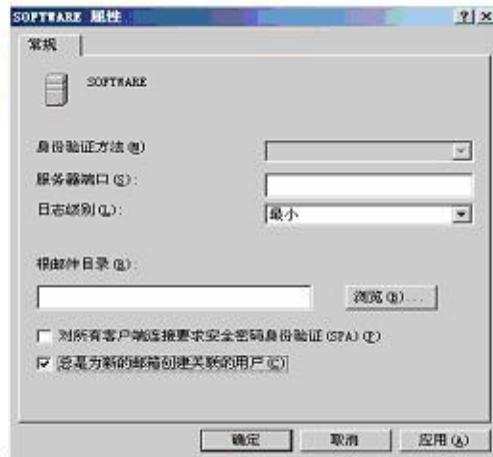 SOFTWARE 属性
常规
SOFTWARE
身份验证方法(M)
服务器端口(S):
日志级别(L):
最小
根邮件目录(R):
浏览(B)...
对所有客户端连接要求安全密码身份验证(SPA)(P)
总是为新的邮箱创建关联的用户(C)
确定
取消
应用(A)